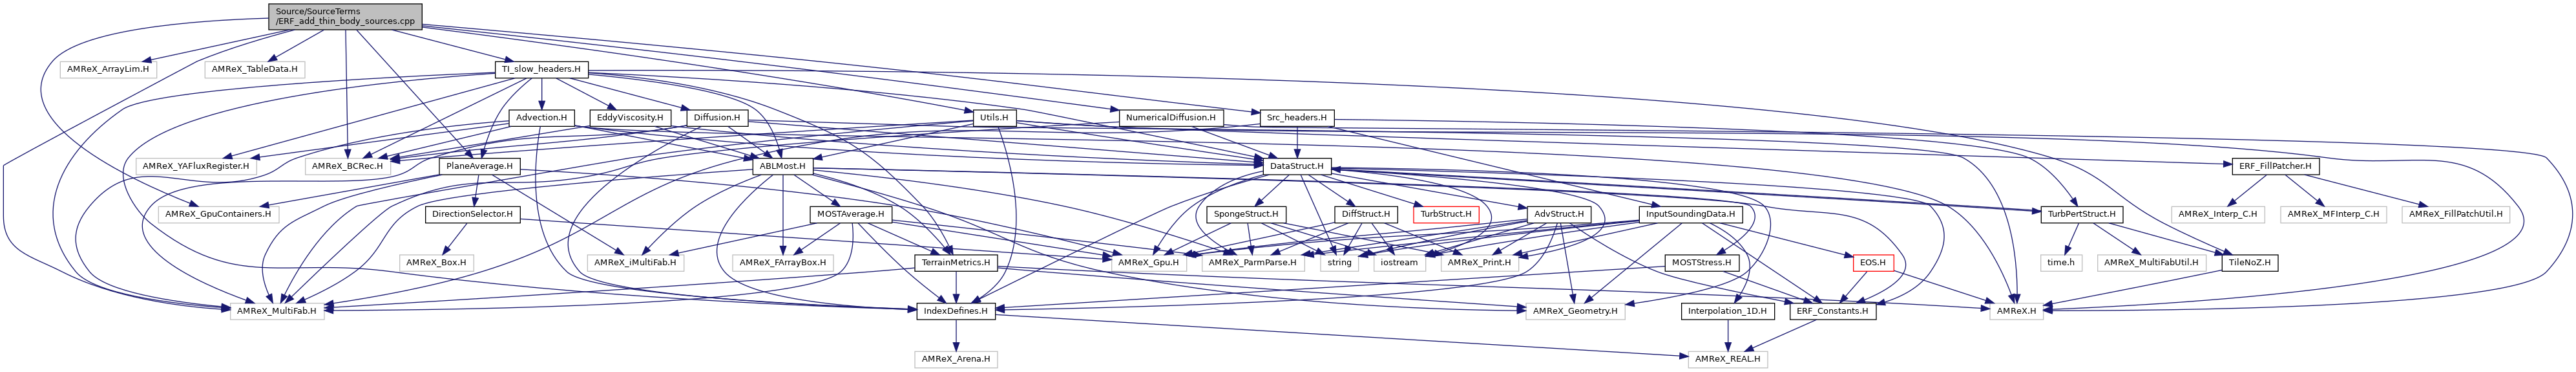 Source/SourceTerms
/ERF_add_thin_body_sources.cpp
AMReX_ArrayLim.H
AMReX_TableData.H
TI_slow_headers.H
Advection.H
EddyViscosity.H
Diffusion.H
Utils.H
NumericalDiffusion.H
Src_headers.H
AMReX_YAFluxRegister.H
AMReX_BCRec.H
PlaneAverage.H
ABLMost.H
DataStruct.H
ERF_FillPatcher.H
AMReX_GpuContainers.H
DirectionSelector.H
MOSTAverage.H
SpongeStruct.H
DiffStruct.H
TurbStruct.H
AdvStruct.H
InputSoundingData.H
TurbPertStruct.H
AMReX_Interp_C.H
AMReX_MFInterp_C.H
AMReX_FillPatchUtil.H
AMReX_Box.H
AMReX_iMultiFab.H
AMReX_FArrayBox.H
TerrainMetrics.H
AMReX_Gpu.H
AMReX_ParmParse.H
string
iostream
AMReX_Print.H
MOSTStress.H
EOS.H
time.h
AMReX_MultiFabUtil.H
TileNoZ.H
AMReX_MultiFab.H
IndexDefines.H
AMReX_Geometry.H
Interpolation_1D.H
ERF_Constants.H
AMReX.H
AMReX_Arena.H
AMReX_REAL.H